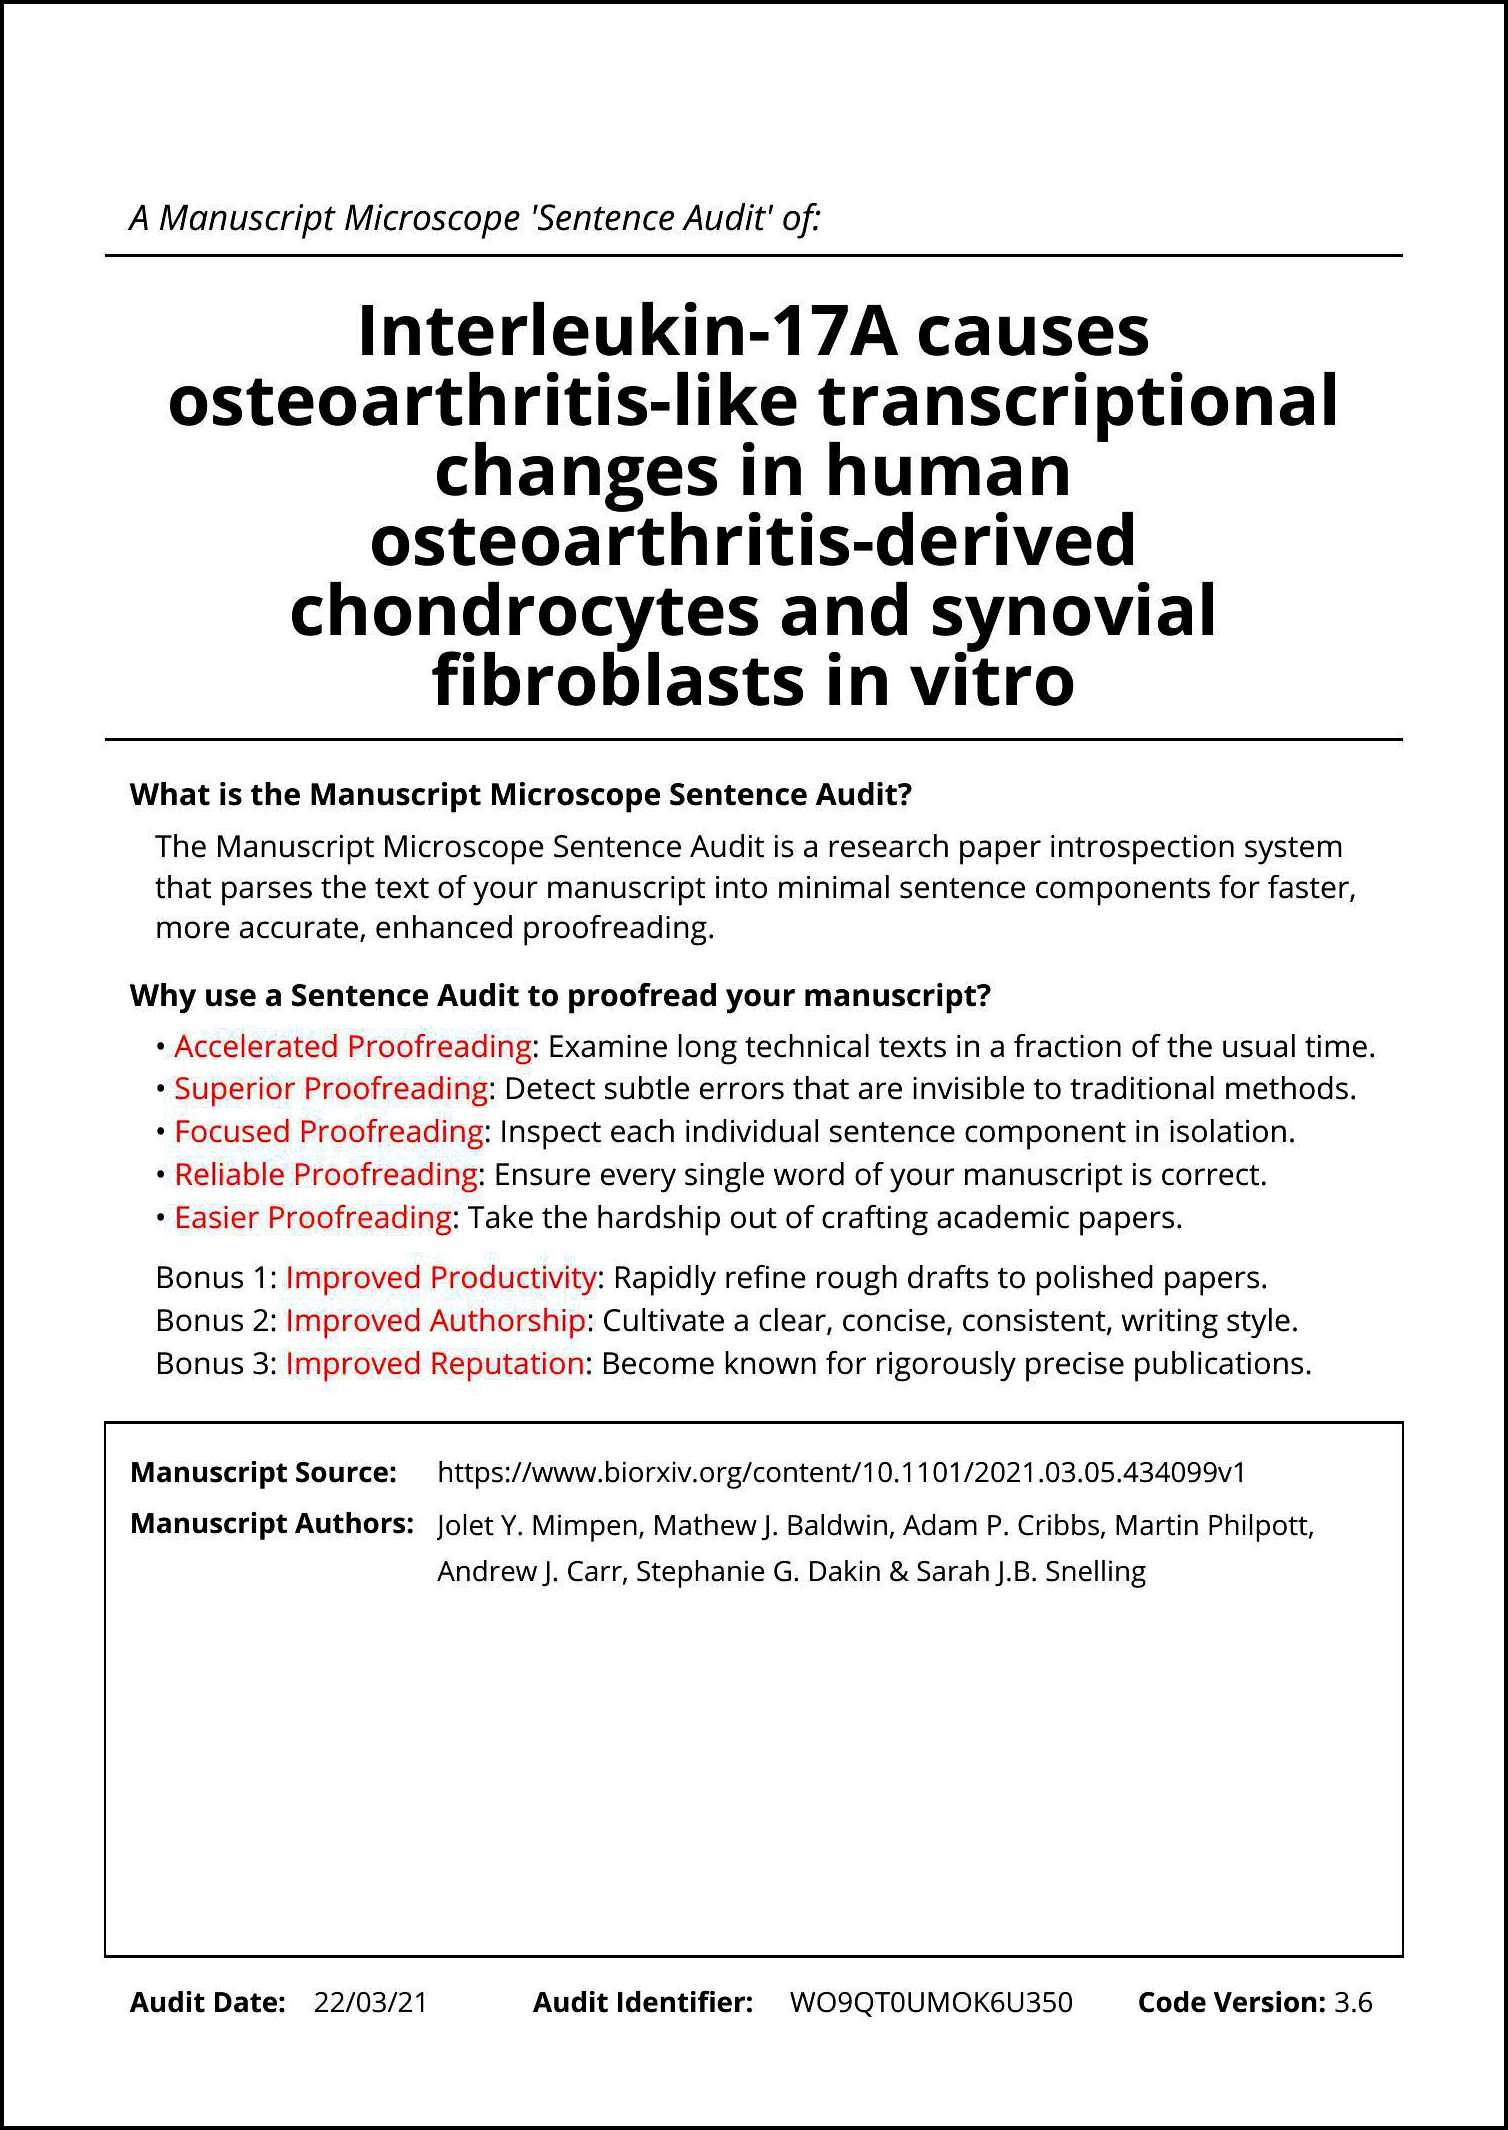 A Manuscript Microscope 'Sentence Audit' of:
Interleukin-17A causes
osteoarthritis-like transcriptional
changes in human
osteoarthritis-derived
chondrocytes and synovial
fibroblasts in vitro
What is the Manuscript Microscope Sentence Audit?
The Manuscript Microscope Sentence Audit is a research paper introspection system
that parses the text of your manuscript into minimal sentence components for faster,
more accurate, enhanced proofreading.
Why use a Sentence Audit to proofread your manuscript?
• Accelerated Proofreading: Examine long technical texts in a fraction of the usual time.
• Superior Proofreading: Detect subtle errors that are invisible to traditional methods.
• Focused Proofreading: Inspect each individual sentence component in isolation.
• Reliable Proofreading: Ensure every single word of your manuscript is correct.
• Easier Proofreading: Take the hardship out of crafting academic papers.
Bonus 1: Improved Productivity: Rapidly refine rough drafts to polished papers.
Bonus 2: Improved Authorship: Cultivate a clear, concise, consistent, writing style.
Bonus 3: Improved Reputation: Become known for rigorously precise publications.
Manuscript Source: https://www.biorxiv.org/content/10.1101/2021.03.05.434099v1
Manuscript Authors: Jolet Y. Mimpen, Mathew J. Baldwin, Adam P. Cribbs, Martin Philpott,
Andrew J. Carr, Stephanie G. Dakin & Sarah J.B. Snelling
Audit Date: 22/03/21 Audit Identifier: WO9QT0UMOK6U350 Code Version: 3.6